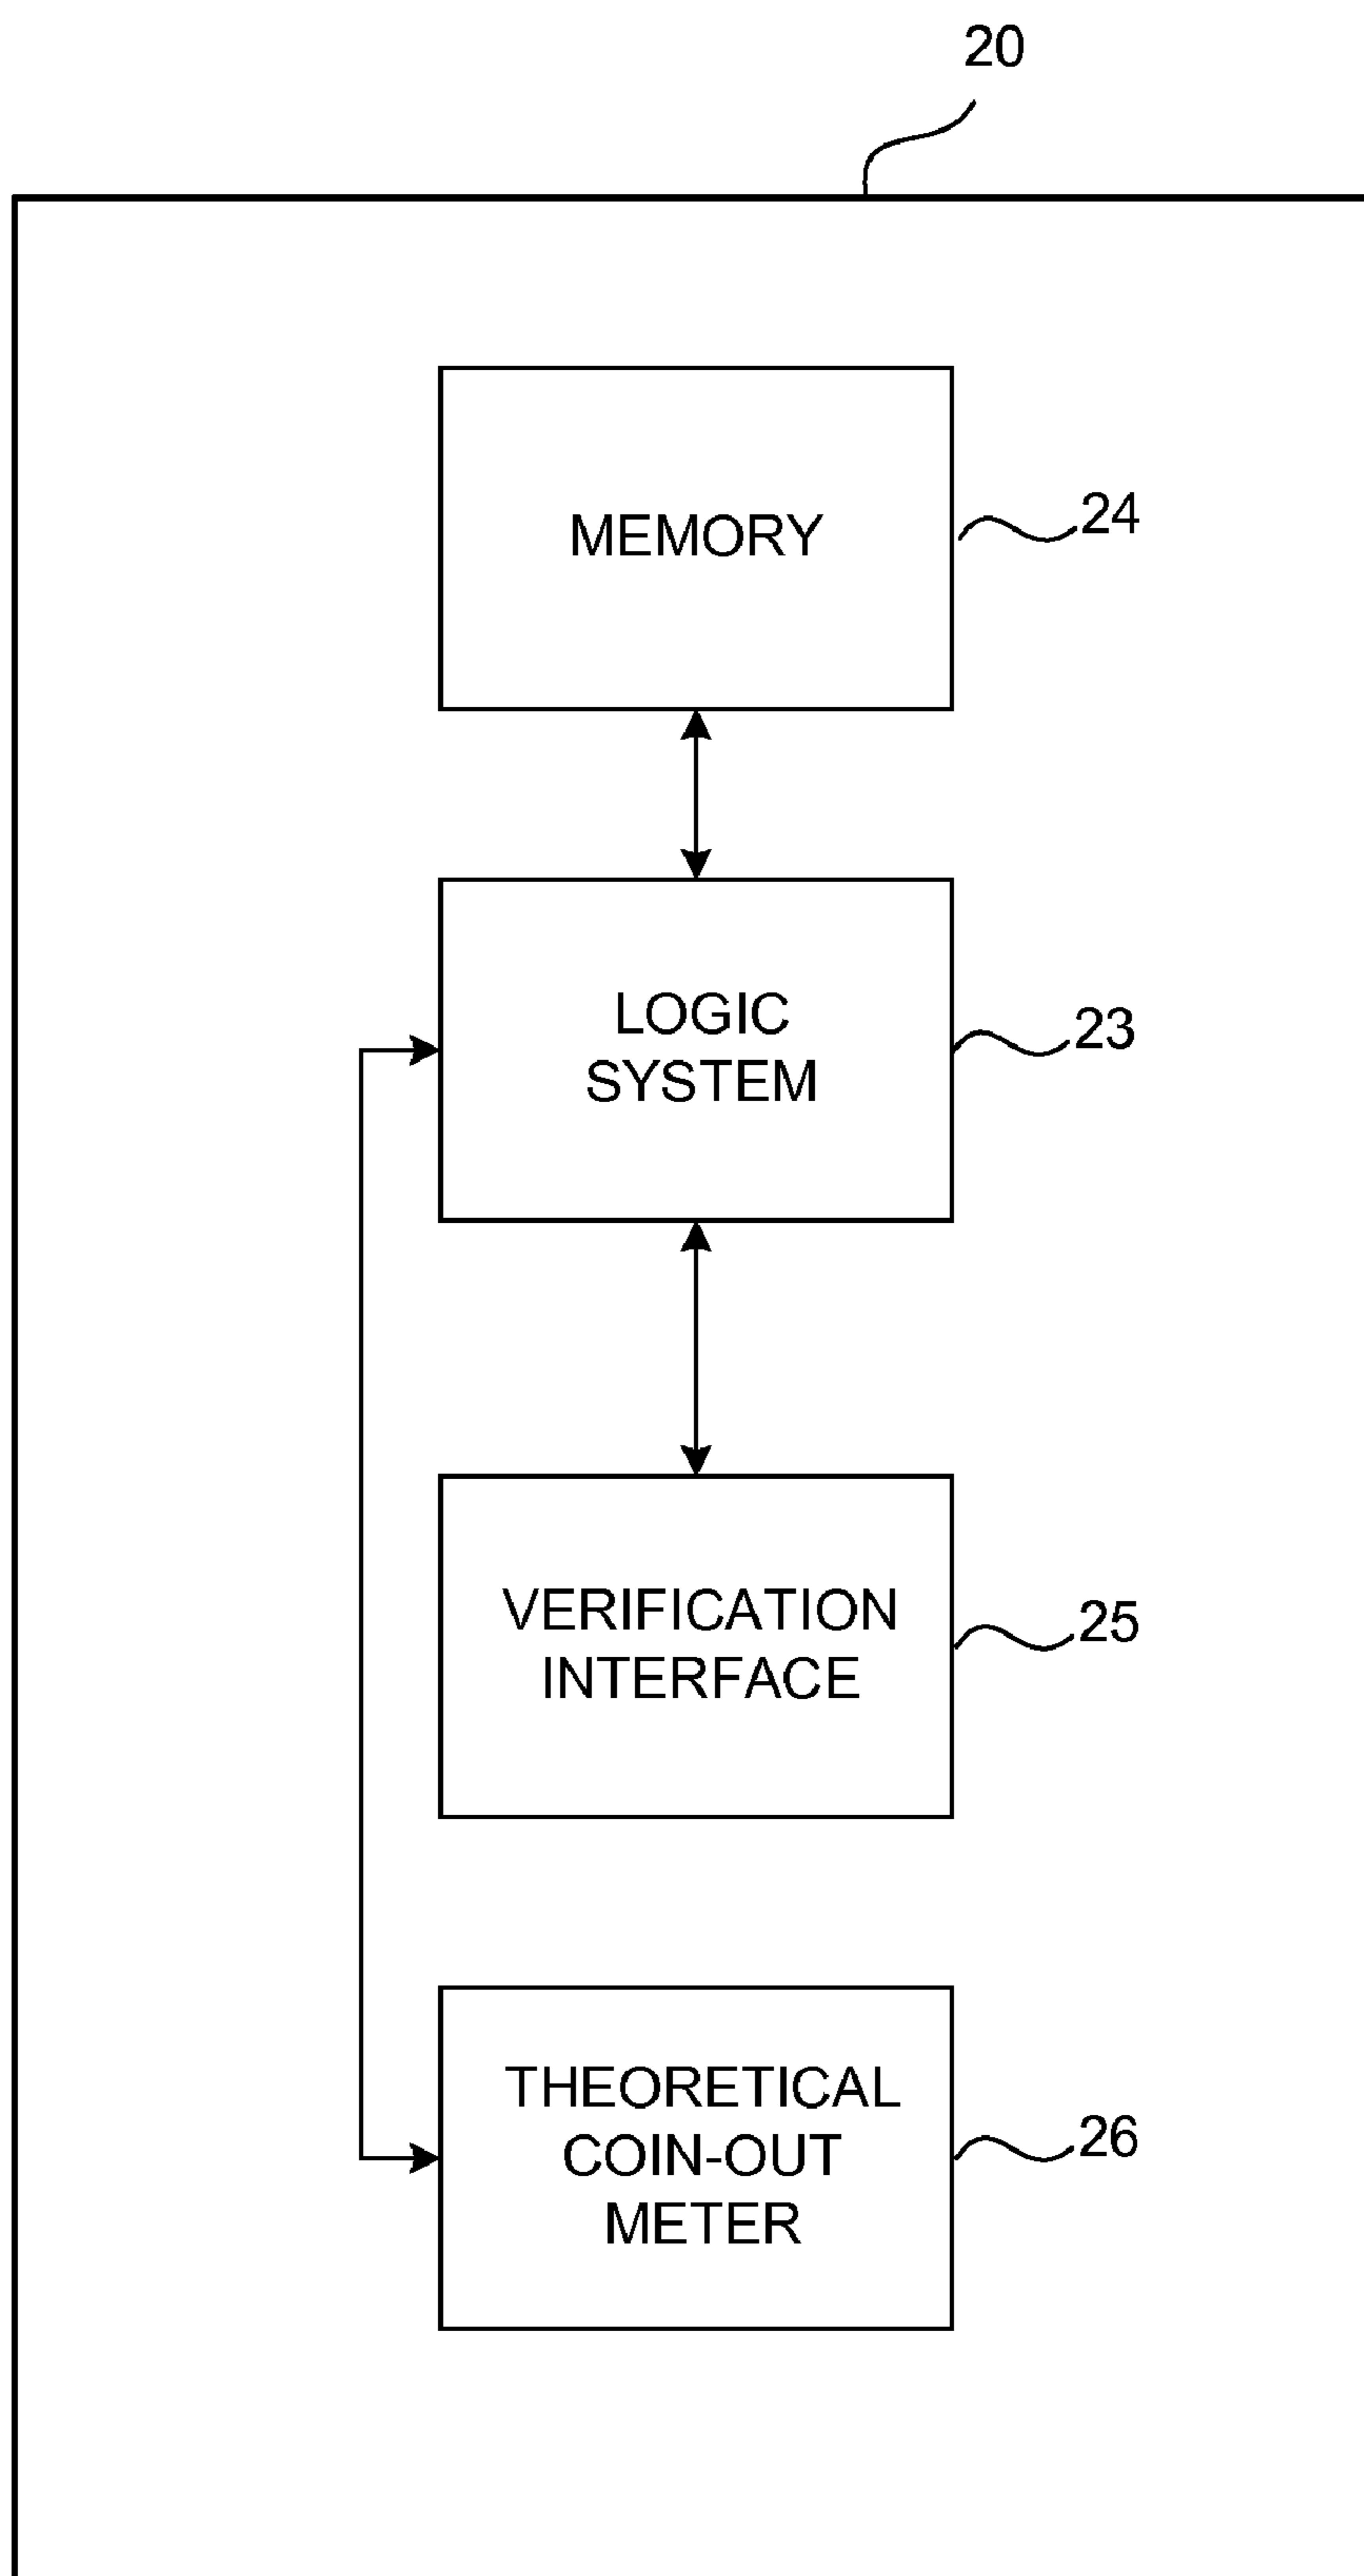 20
MEMORY
24
LOGIC
SYSTEM
23
VERIFICATION
INTERFACE
25
THEORETICAL
COIN-OUT
METER
26